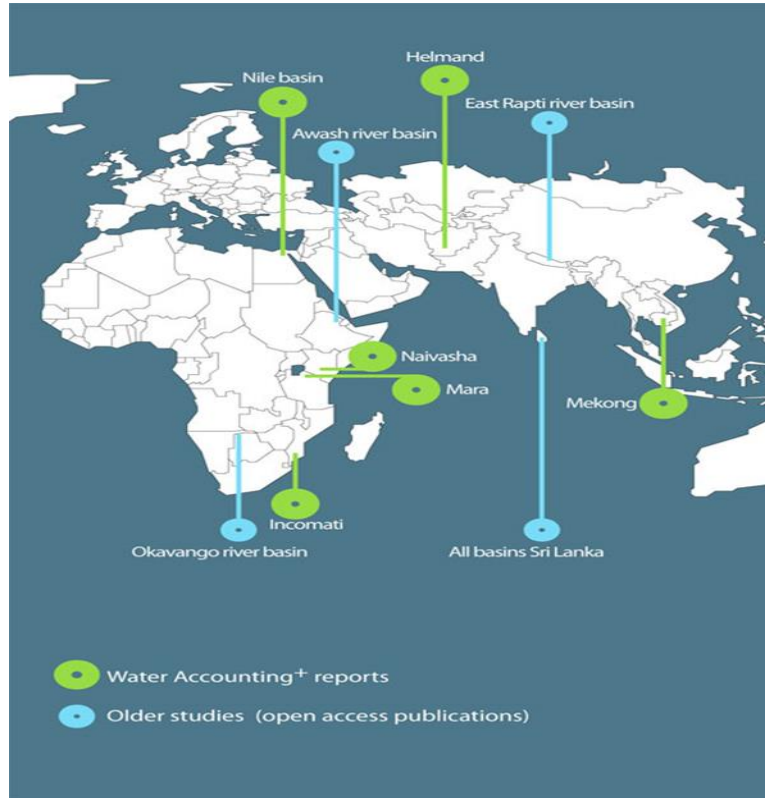 Helmand
Nile basin
East Rapti river basin
Awash river basin
Naivasha
Mara
Mekong
Incomati
Okavango river basin
All basins Sri Lanka
Water Accounting+ reports
Older studies (open access publications)